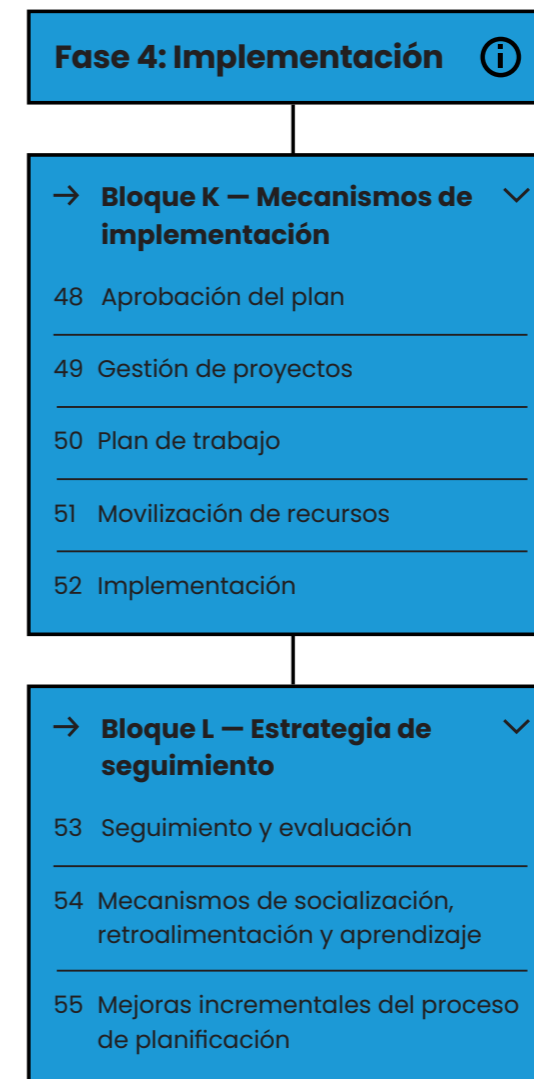 Fase 4: Implementación
→ Bloque K — Mecanismos de
implementación
48 Aprobación del plan
49 Gestión de proyectos
50 Plan de trabajo
51 Movilización de recursos
52 Implementación
→ Bloque L — Estrategia de
seguimiento
53 Seguimiento y evaluación
54 Mecanismos de socialización,
retroalimentación y aprendizaje
55 Mejoras incrementales del proceso
de planificación